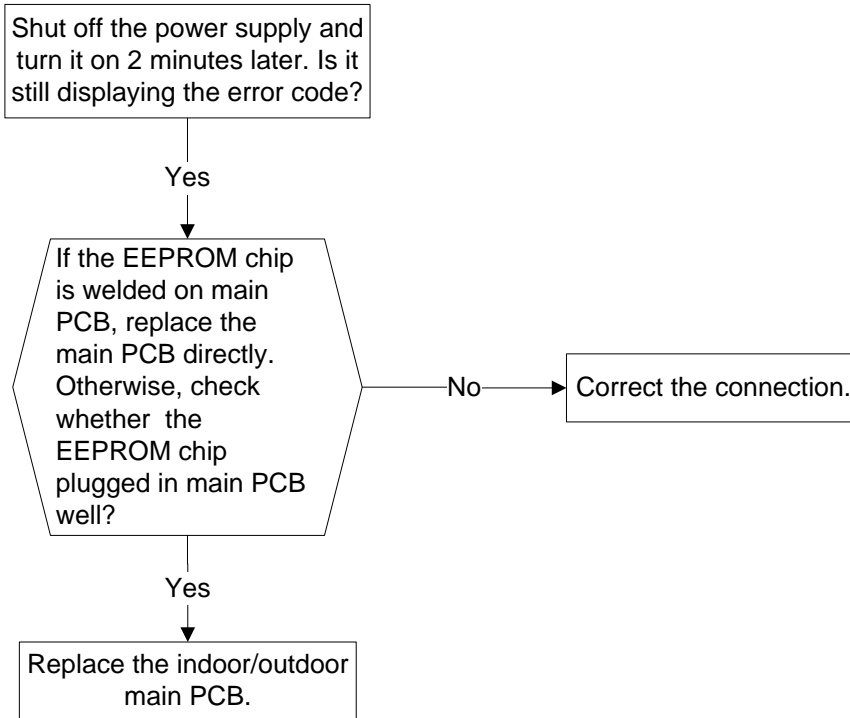 Shut off the power supply and
turn it on 2 minutes later. Is it
still displaying the error code?
Yes
If the EEPROM chip
is welded on main
PCB, replace the
main PCB directly.
Otherwise, check
whether  the
EEPROM chip
plugged in main PCB
well?
No
Correct the connection.
Yes
Replace the indoor/outdoor
main PCB.